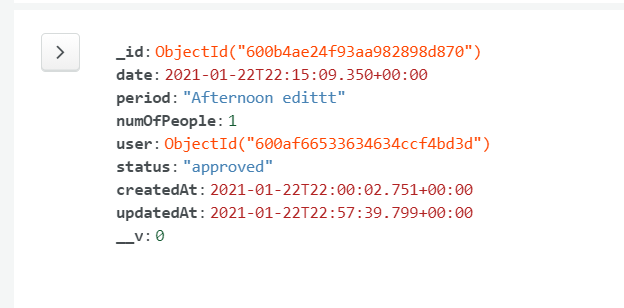 _id: ObjectId("600b4ae24f93aa982898d870")
date: 2021-01-22T22:15:09.350+00:00
period: "Afternoon edittt"
numOfPeople: 1
user: ObjectId("600af66533634634ccf4bd3d")
status: "approved"
createdAt: 2021-01-22T22:00:02.751+00:00
updatedAt: 2021-01-22T22:57:39.799+00:00
__v: 0